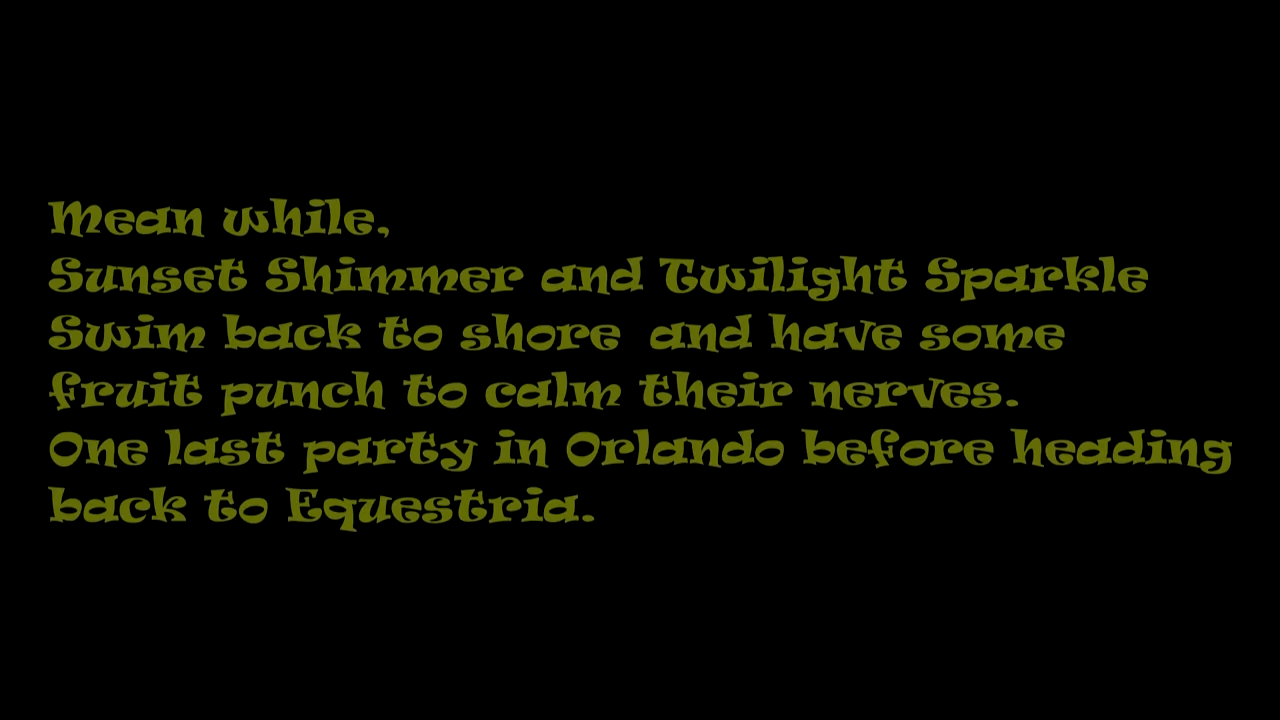 Mean while,
Sunset Shimmer and Twilight Sparkle
Swim back to shore  and have some
fruit punch to calm their nerves.
One last party in Orlando before heading
back to Equestria.